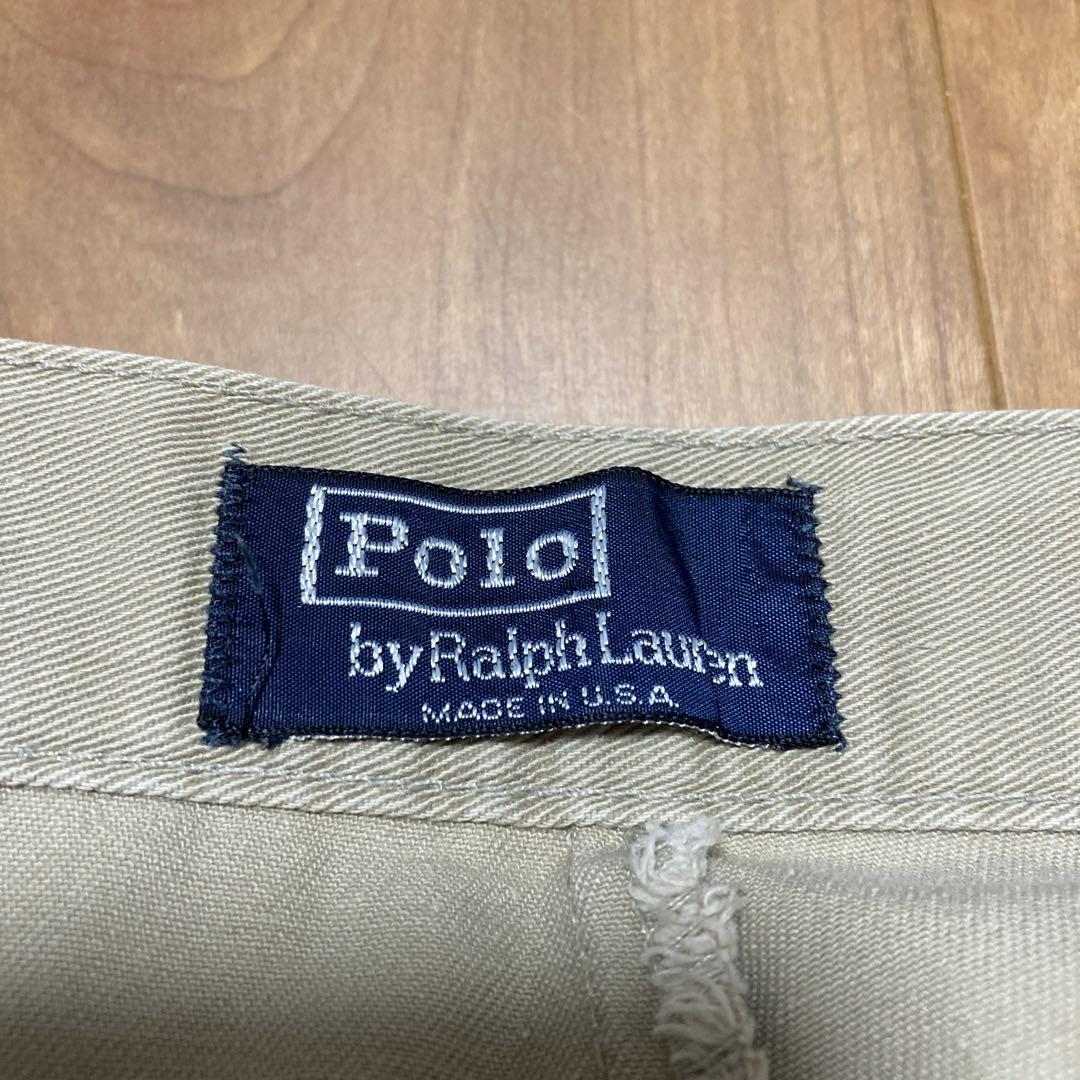 Polo
by Ralph Lauren
MADE IN U.S.A.